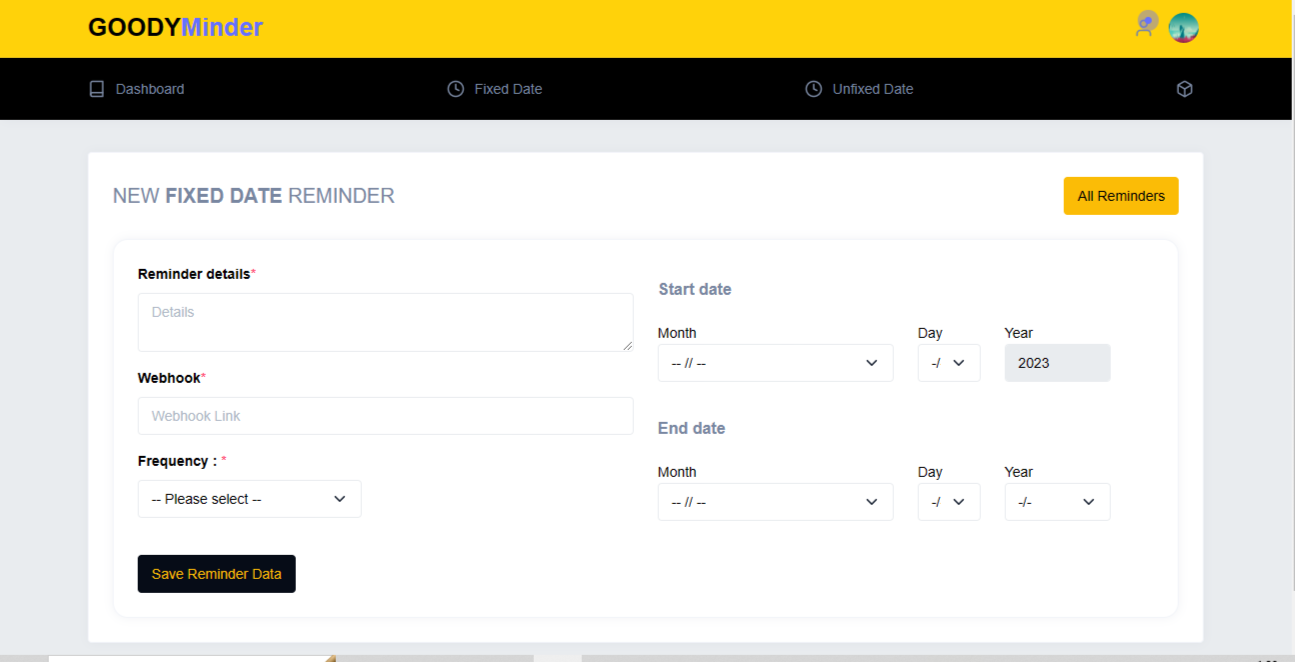 GOODYMinder
Dashboard
Fixed Date
Unfixed Date
NEW FIXED DATE REMINDER
All Reminders
Reminder details*
Details
Webhook*
Webhook Link
Frequency : *
-- Please select --
Save Reminder Data
Start date
Month Day Year
-- // -- -/ 2023
End date
Month Day Year
-- // -- -/ -/-